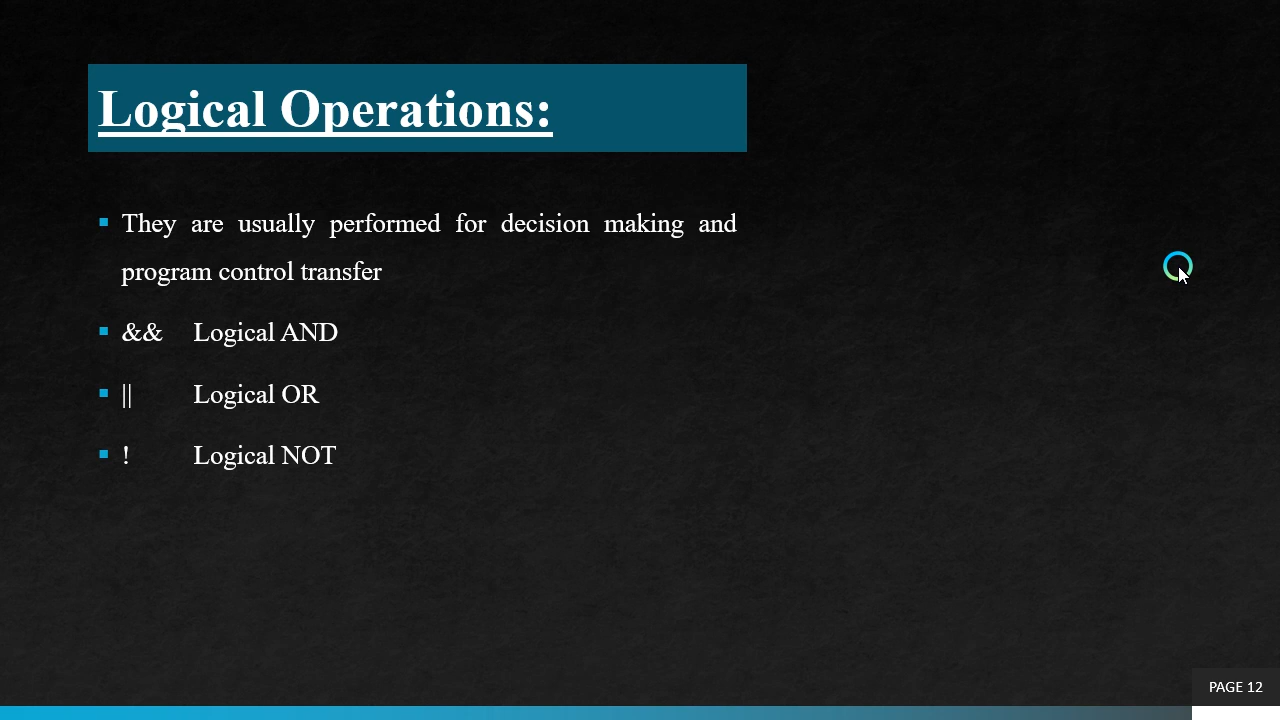 Logical Operations:
They are usually performed for decision making and
program control transfer
&& Logical AND
|| Logical OR
! Logical NOT
PAGE 12